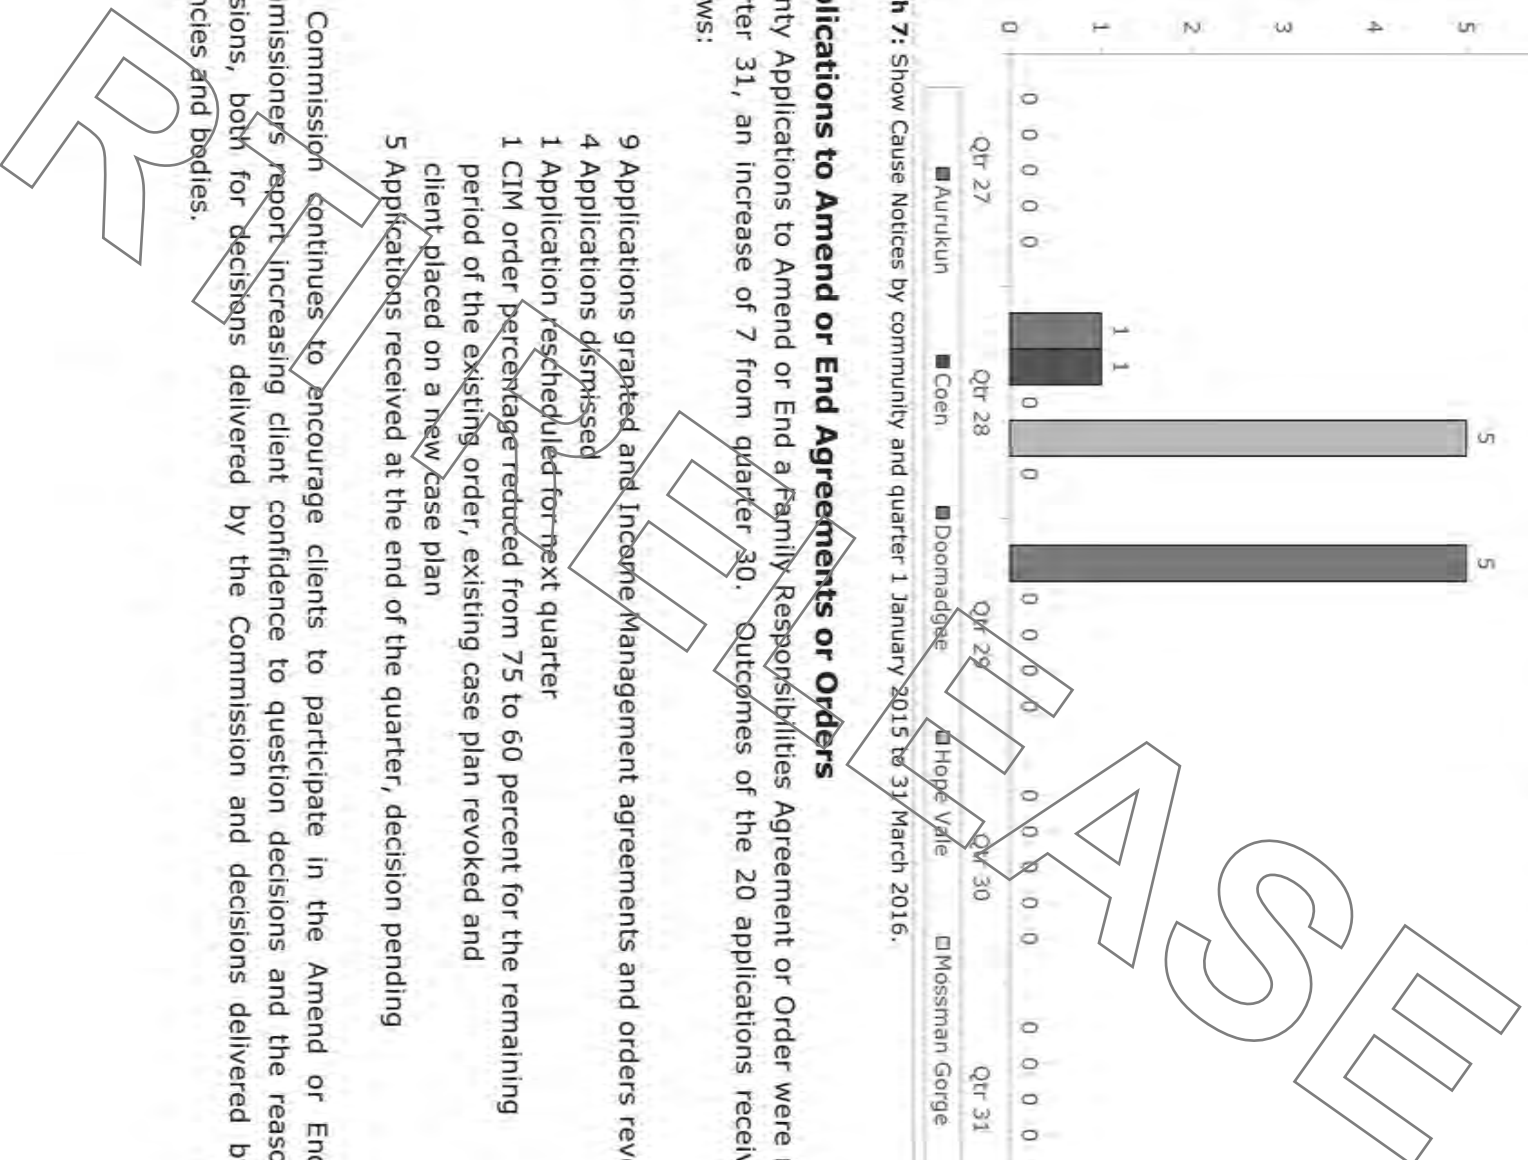 5 5 5
4
3
2
1 1 1
0 0 0 0 0 0 0 0 0 0 0 0 0 0 0 0 0 0 0 0 0
Qtr 27 Qtr 28 Qtr 29 Qtr 30 Qtr 31
Aurukun Coen Doomadgee Hope Vale Mossman Gorge
h 7: Show Cause Notices by community and quarter 1 January 2015 to 31 March 2016.
plications to Amend or End Agreements or Orders
nty Applications to Amend or End a Family Responsibilities Agreement or Order were
rter 31, an increase of 7 from quarter 30. Outcomes of the 20 applications receiv
ws:
9 Applications granted and Income Management agreements and orders rev
4 Applications dismissed
1 Application rescheduled for next quarter
1 CIM order percentage reduced from 75 to 60 percent for the remaining
period of the existing order, existing case plan revoked and
client placed on a new case plan
5 Applications received at the end of the quarter, decision pending
Commission continues to encourage clients to participate in the Amend or End
mmissioners report increasing client confidence to question decisions and the reaso
sions, both for decisions delivered by the Commission and decisions delivered b
ncies and bodies.
RTI RELEASE